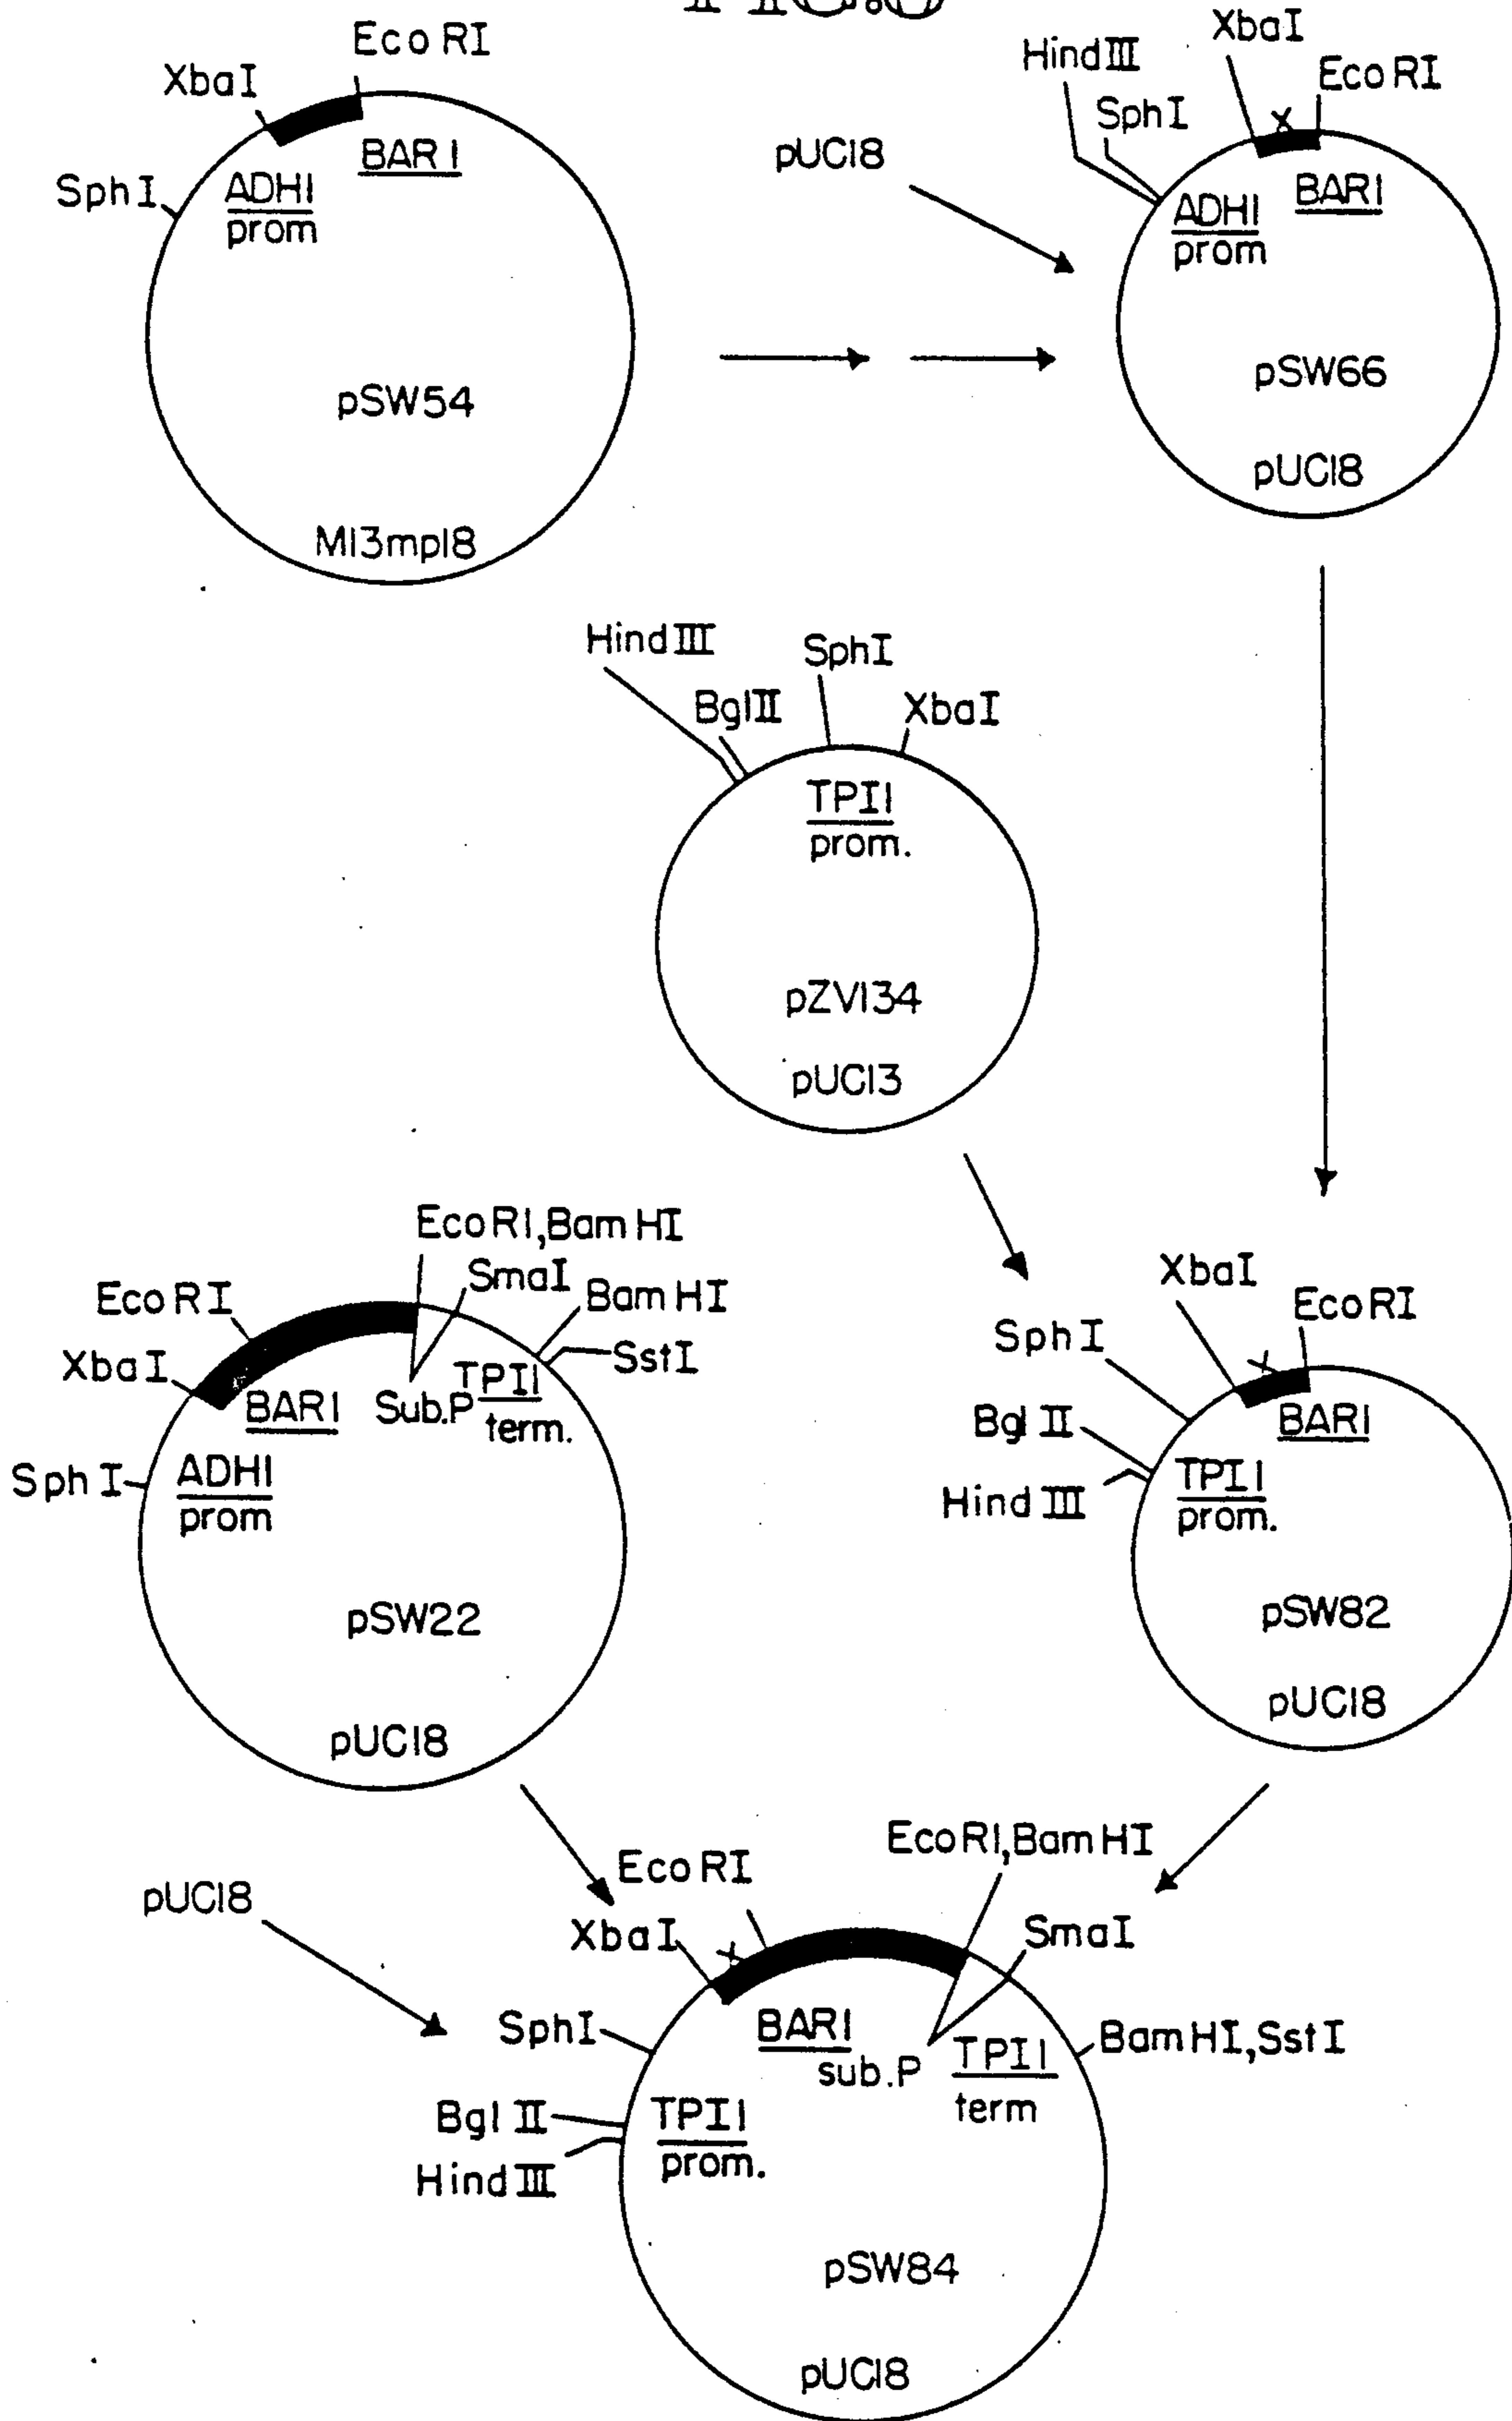 EcoRI
XbaI
BAR1
SphI
ADH1
prom
pSW54
M13mp18
pUC18
XbaI
HindIII
EcoRI
SphI
X
BAR1
ADH1
prom
pSW66
pUC18
HindIII
SphI
BglII
XbaI
TPI1
prom.
pZV134
pUC13
EcoRI,BamHI
SmaI
EcoRI
BamHI
XbaI
SstI
BAR1
Sub.P
TPI1
term.
SphI
ADH1
prom
pSW22
pUC18
XbaI
EcoRI
SphI
X
BglII
BAR1
HindIII
TPI1
prom.
pSW82
pUC18
EcoRI,BamHI
EcoRI
pUC18
XbaI
SmaI
X
SphI
BAR1
sub.P
TPI1
term
BamHI,SstI
BglII
TPI1
prom.
HindIII
pSW84
pUC18